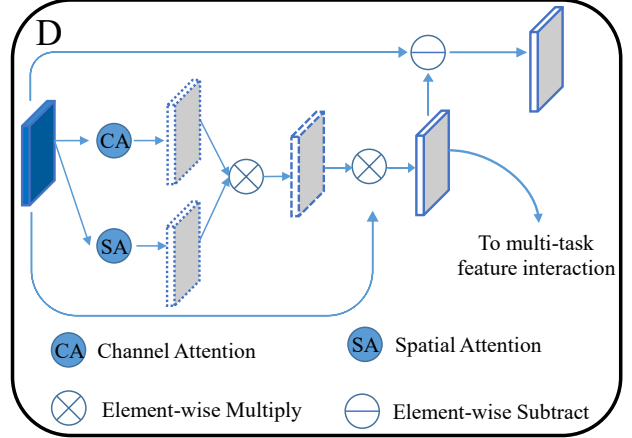 D
CA
SA
To multi-task
feature interaction
CA Channel Attention
SA Spatial Attention
Element-wise Multiply
Element-wise Subtract